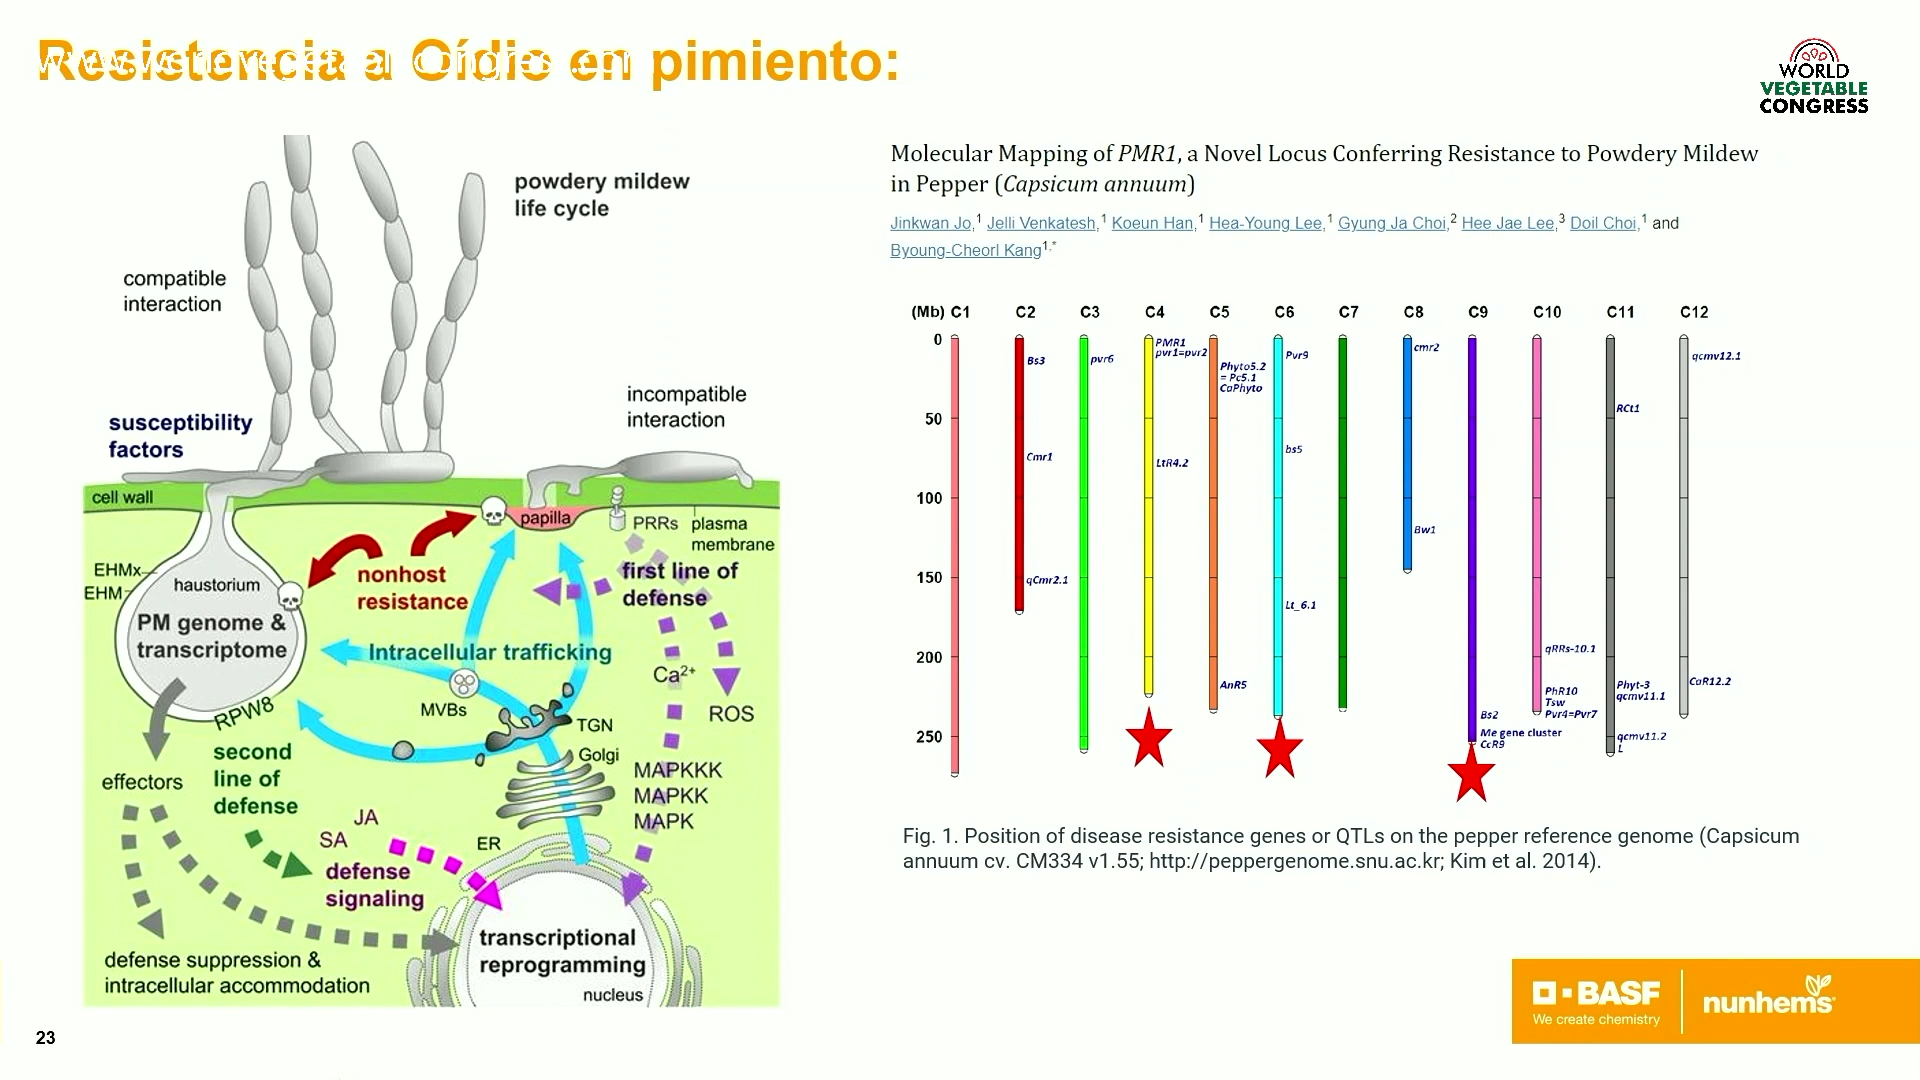 Resistencia a Oídio en pimiento:
www.worldvegetablecongress.com
WORLD
VEGETABLE
CONGRESS
powdery mildew
life cycle
compatible
interaction
incompatible
interaction
susceptibility
factors
cell wall
papilla
PRRs
plasma
membrane
EHMx
EHM
haustorium
nonhost
resistance
first line of
defense
PM genome &
transcriptome
Intracellular trafficking
Ca²⁺
MVBs
TGN
ROS
RPW8
Golgi
second
line of
defense
effectors
MAPKKK
MAPKK
MAPK
JA
SA
ER
defense
signaling
transcriptional
reprogramming
nucleus
defense suppression &
intracellular accommodation
Molecular Mapping of PMR1, a Novel Locus Conferring Resistance to Powdery Mildew
in Pepper (Capsicum annuum)
Jinkwan Jo,¹ Jelli Venkatesh,¹ Koeun Han,¹ Hea-Young Lee,¹ Gyung Ja Choi,² Hee Jae Lee,³ Doil Choi,¹ and
Byoung-Cheorl Kang¹,*
(Mb) C1 C2 C3 C4 C5 C6 C7 C8 C9 C10 C11 C12
0
50
100
150
200
250
Bs3
Cmr1
qCmr2.1
pvr6
PMR1
pvr1=pvr2
LtR4.2
Phyto5.2
= Pc5.1
CaPhyto
AnR5
Pvr9
bs5
Lt_6.1
cmr2
Bw1
Bs2
Me gene cluster
CcR9
qRRs-10.1
PhR10
Tsw
Pvr4=Pvr7
RCt1
Phyt-3
qcmv11.1
qcmv11.2
L
qcmv12.1
CaR12.2
Fig. 1. Position of disease resistance genes or QTLs on the pepper reference genome (Capsicum
annuum cv. CM334 v1.55; http://peppergenome.snu.ac.kr; Kim et al. 2014).
BASF
We create chemistry
nunhems
23